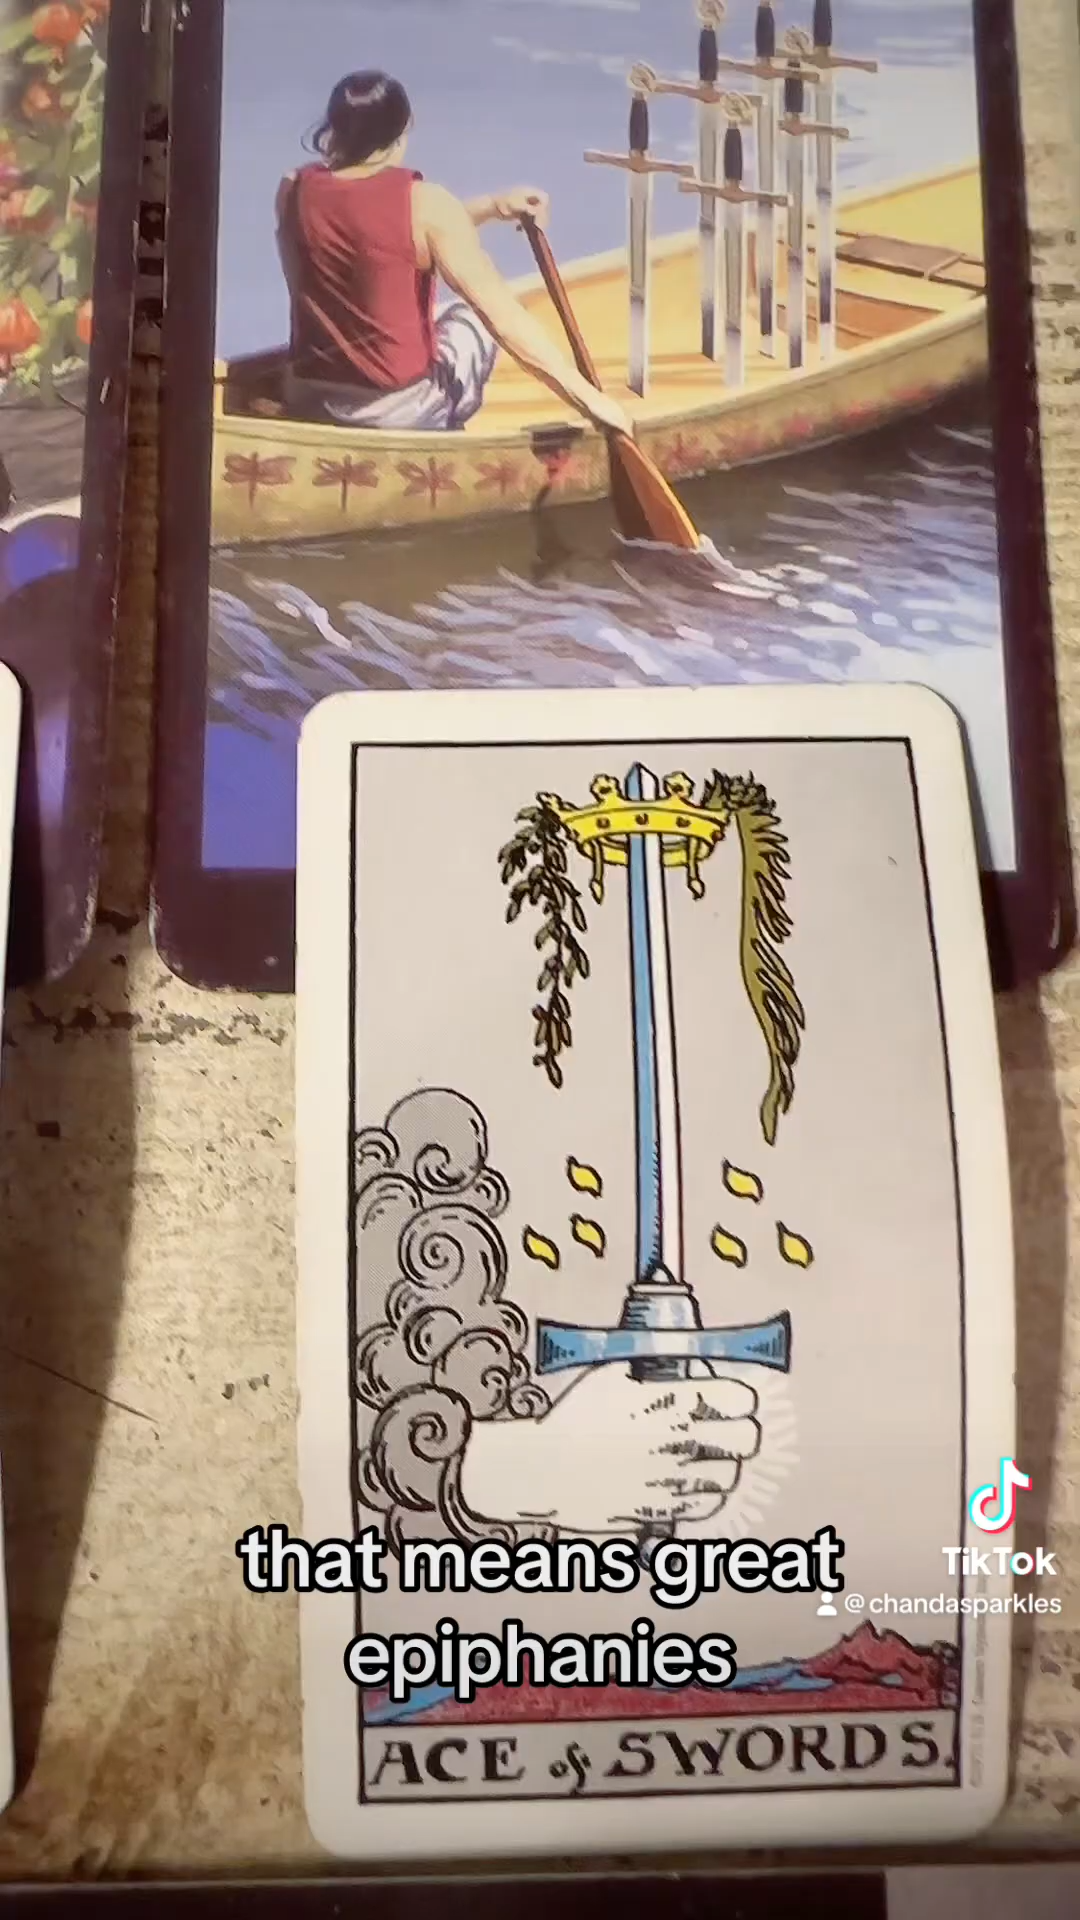 that means great
epiphanies
TikTok
@chandasparkles
ACE of SWORDS.